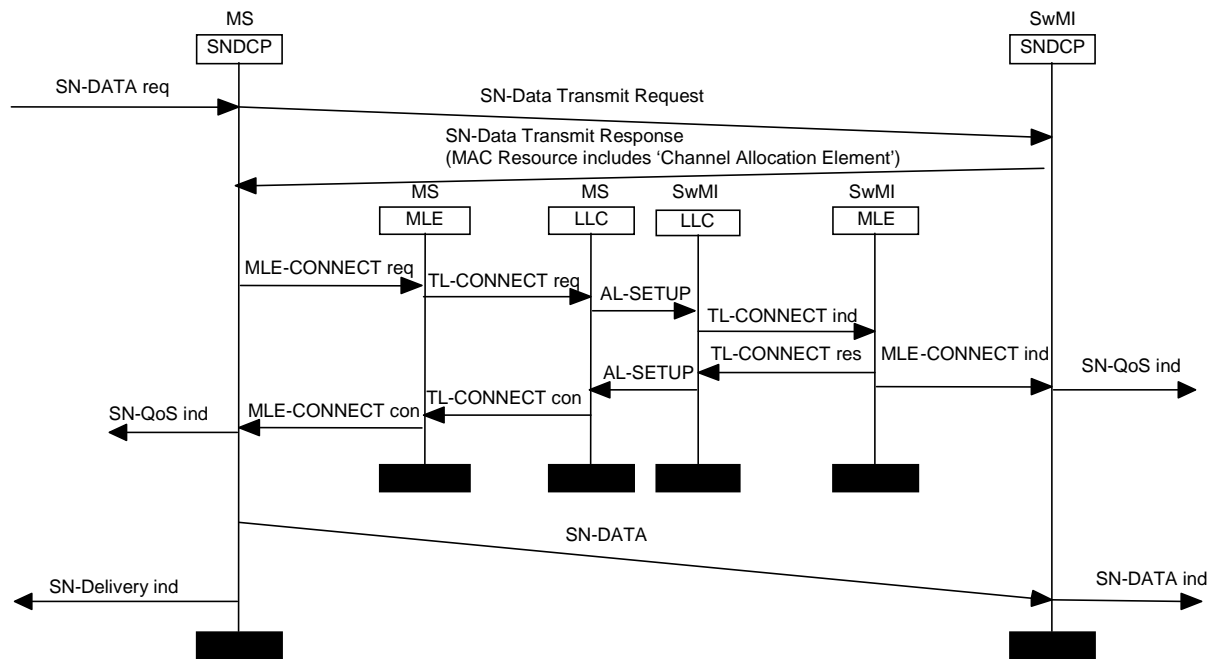 MS
SwMI
SNDCP
SNDCP
SN-DATA req
SN-Data Transmit Request
SN-Data Transmit Response
(MAC Resource includes ‘Channel Allocation Element’)
MS
MS
SwMI
SwMI
MLE
LLC
LLC
MLE
MLE-CONNECT req
TL-CONNECT req
AL-SETUP
TL-CONNECT ind
TL-CONNECT res
MLE-CONNECT ind
SN-QoS ind
AL-SETUP
TL-CONNECT con
MLE-CONNECT con
SN-QoS ind
SN-DATA
SN-Delivery ind
SN-DATA ind